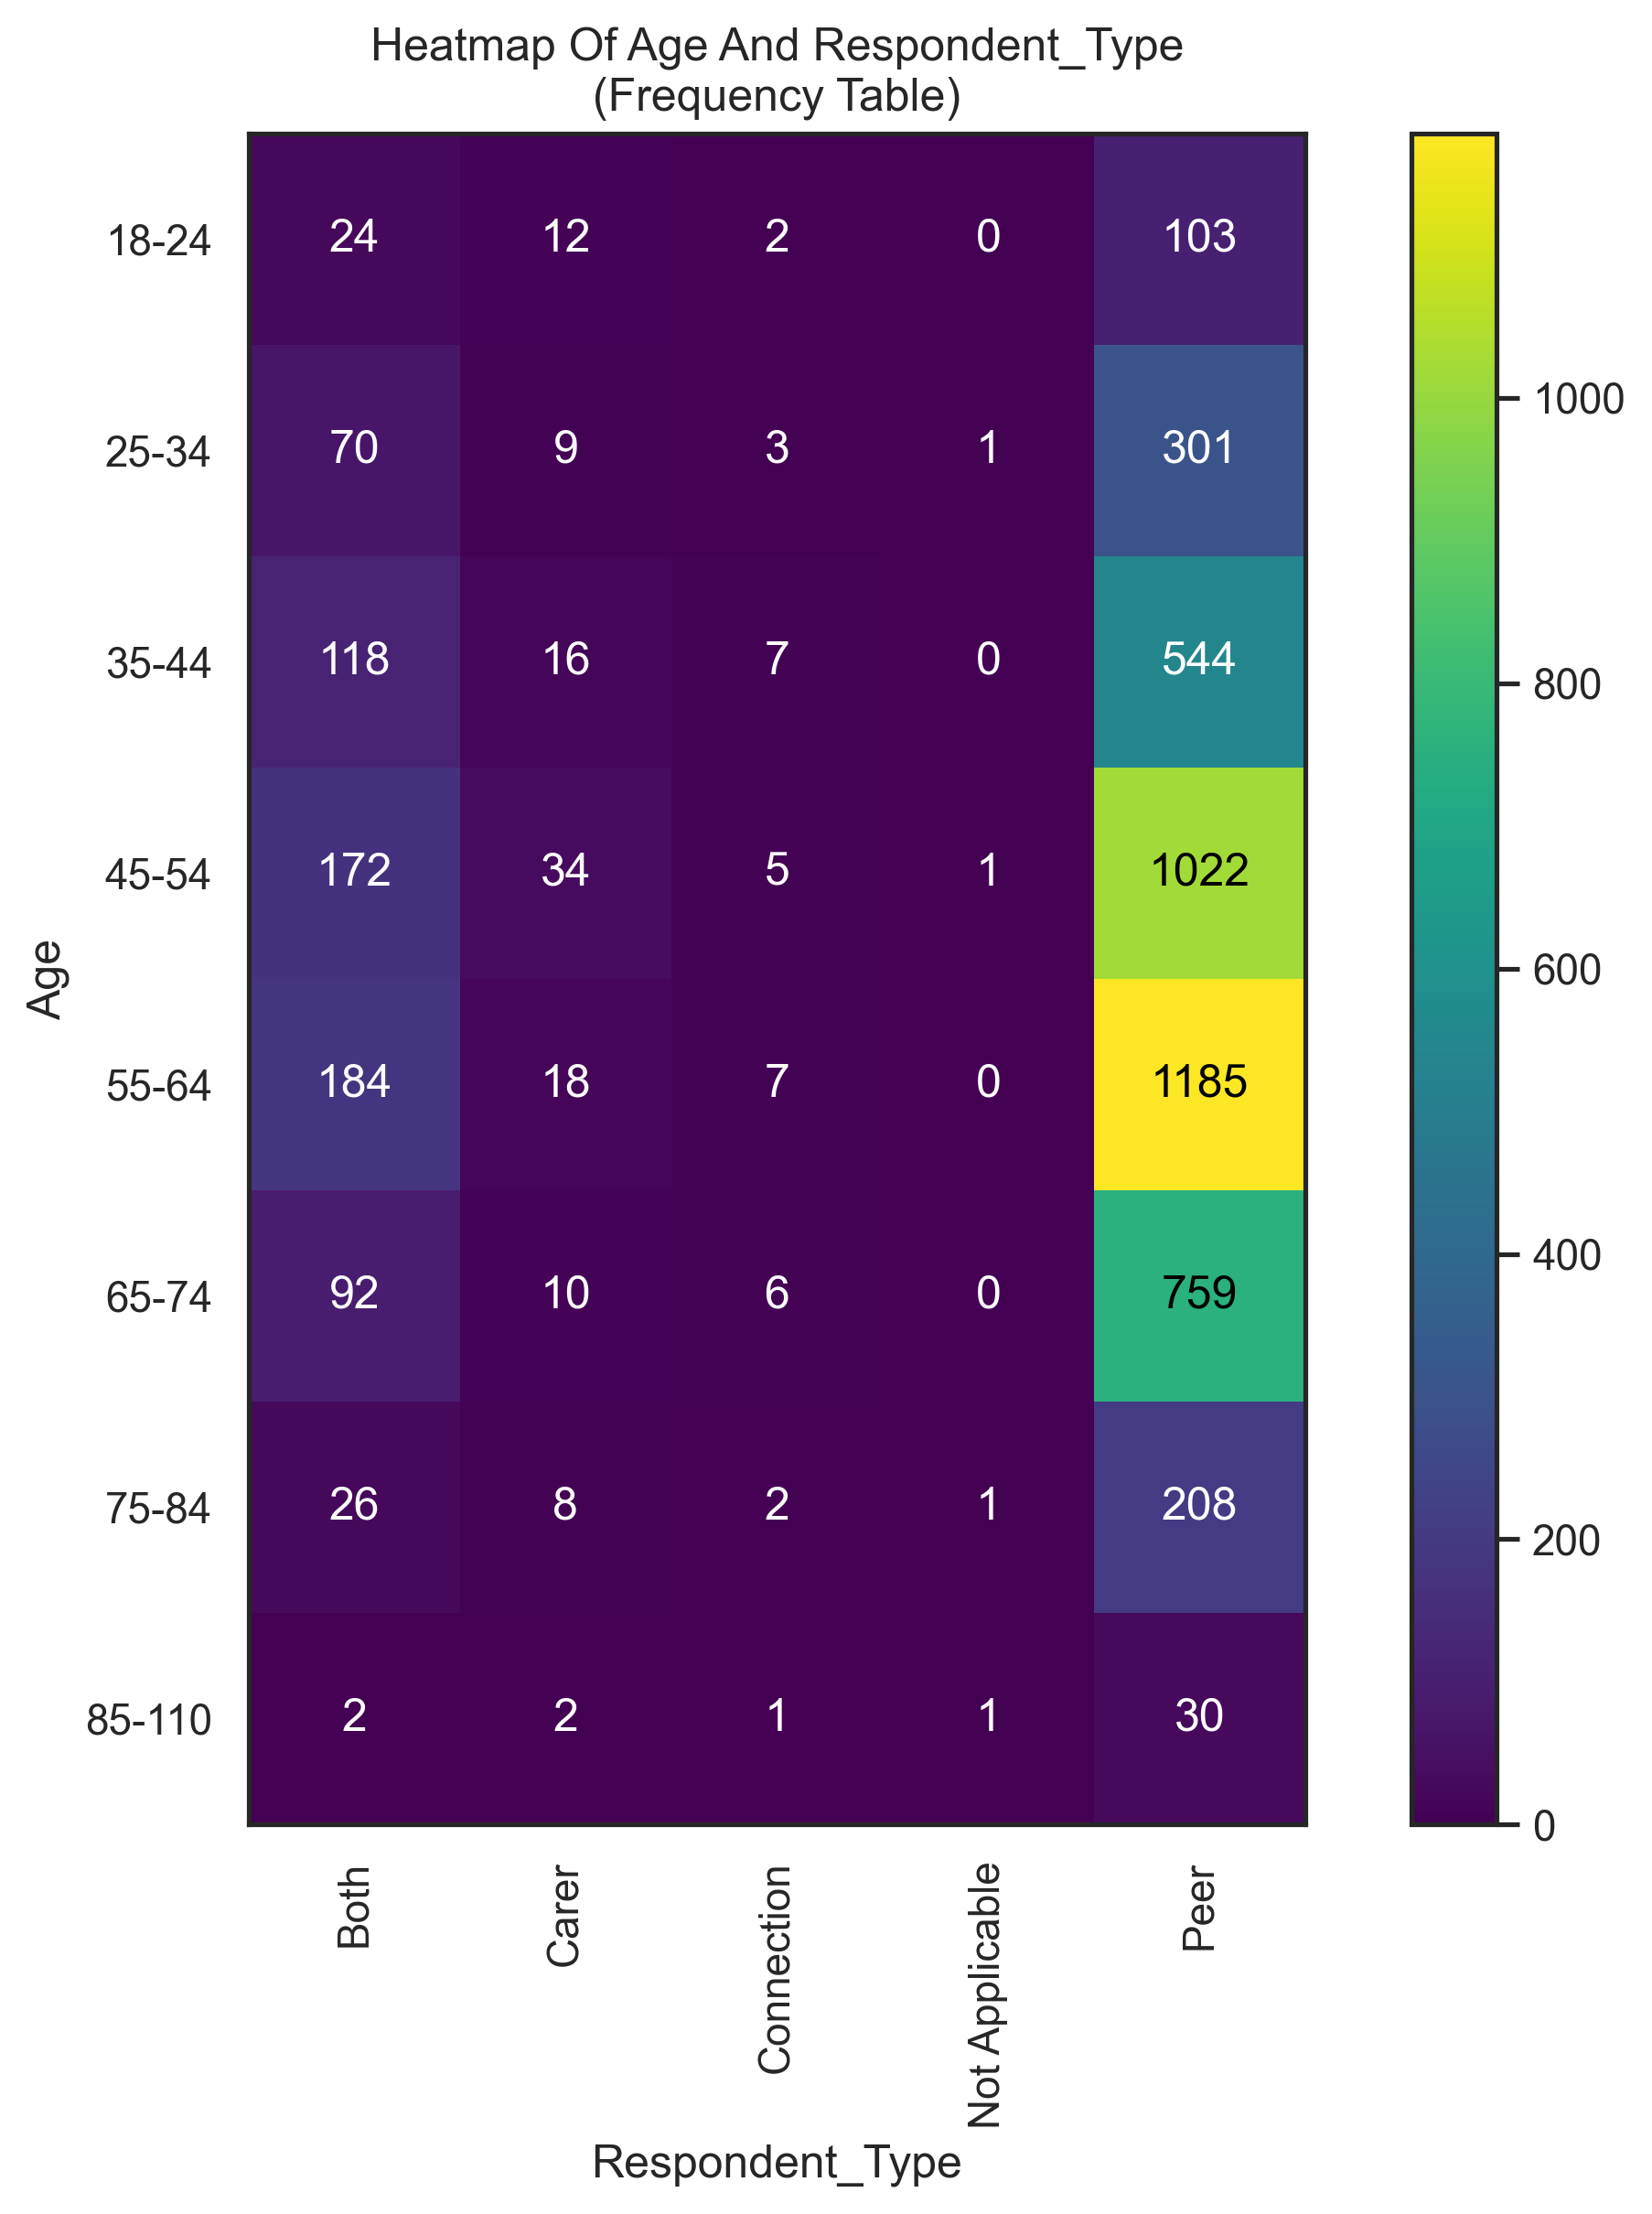 Heatmap Of Age And Respondent_Type
(Frequency Table)
18-24 24 12 2 0 103
25-34 70 9 3 1 301
35-44 118 16 7 0 544
45-54 172 34 5 1 1022
55-64 184 18 7 0 1185
65-74 92 10 6 0 759
75-84 26 8 2 1 208
85-110 2 2 1 1 30
Age
Both
Carer
Connection
Not Applicable
Peer
Respondent_Type
1000
800
600
400
200
0